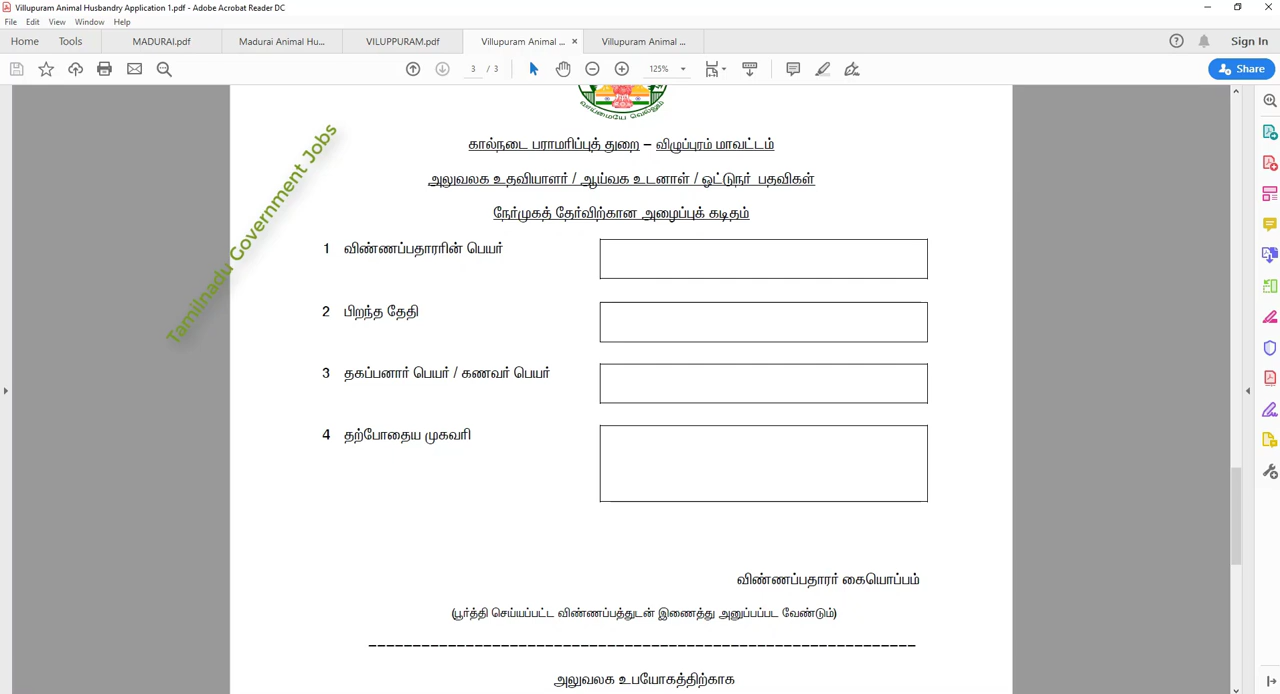 Villupuram Animal Husbandry Application 1.pdf - Adobe Acrobat Reader DC
File Edit View Window Help
Home Tools MADURAI.pdf Madurai Animal Hu... VILUPPURAM.pdf Villupuram Animal ... × Villupuram Animal ... Sign In
3 / 3 125% Share
வாய்மையே வெல்லும்
Tamilnadu Government Jobs
கால்நடை பராமரிப்புத் துறை – விழுப்புரம் மாவட்டம்
அலுவலக உதவியாளர் / ஆய்வக உடனாள் / ஒட்டுநர் பதவிகள்
நேர்முகத் தேர்விற்கான அழைப்புக் கடிதம்
1 விண்ணப்பதாரரின் பெயர்
2 பிறந்த தேதி
3 தகப்பனார் பெயர் / கணவர் பெயர்
4 தற்போதைய முகவரி
விண்ணப்பதாரர் கையொப்பம்
(பூர்த்தி செய்யப்பட்ட விண்ணப்பத்துடன் இணைத்து அனுப்பப்பட வேண்டும்)
அலுவலக உபயோகத்திற்காக